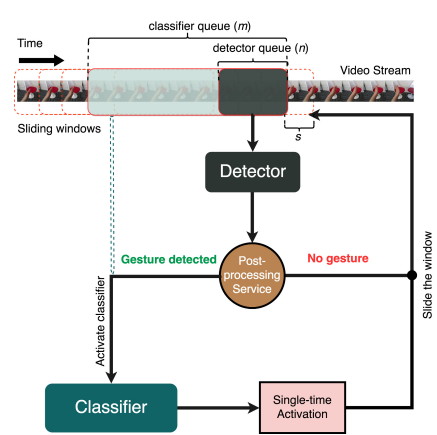 classifier queue (m)
Time
detector queue (n)
Video Stream
Sliding windows
s
Detector
Gesture detected
Post-
processing
Service
No gesture
Activate classifier
Slide the window
Classifier
Single-time
Activation